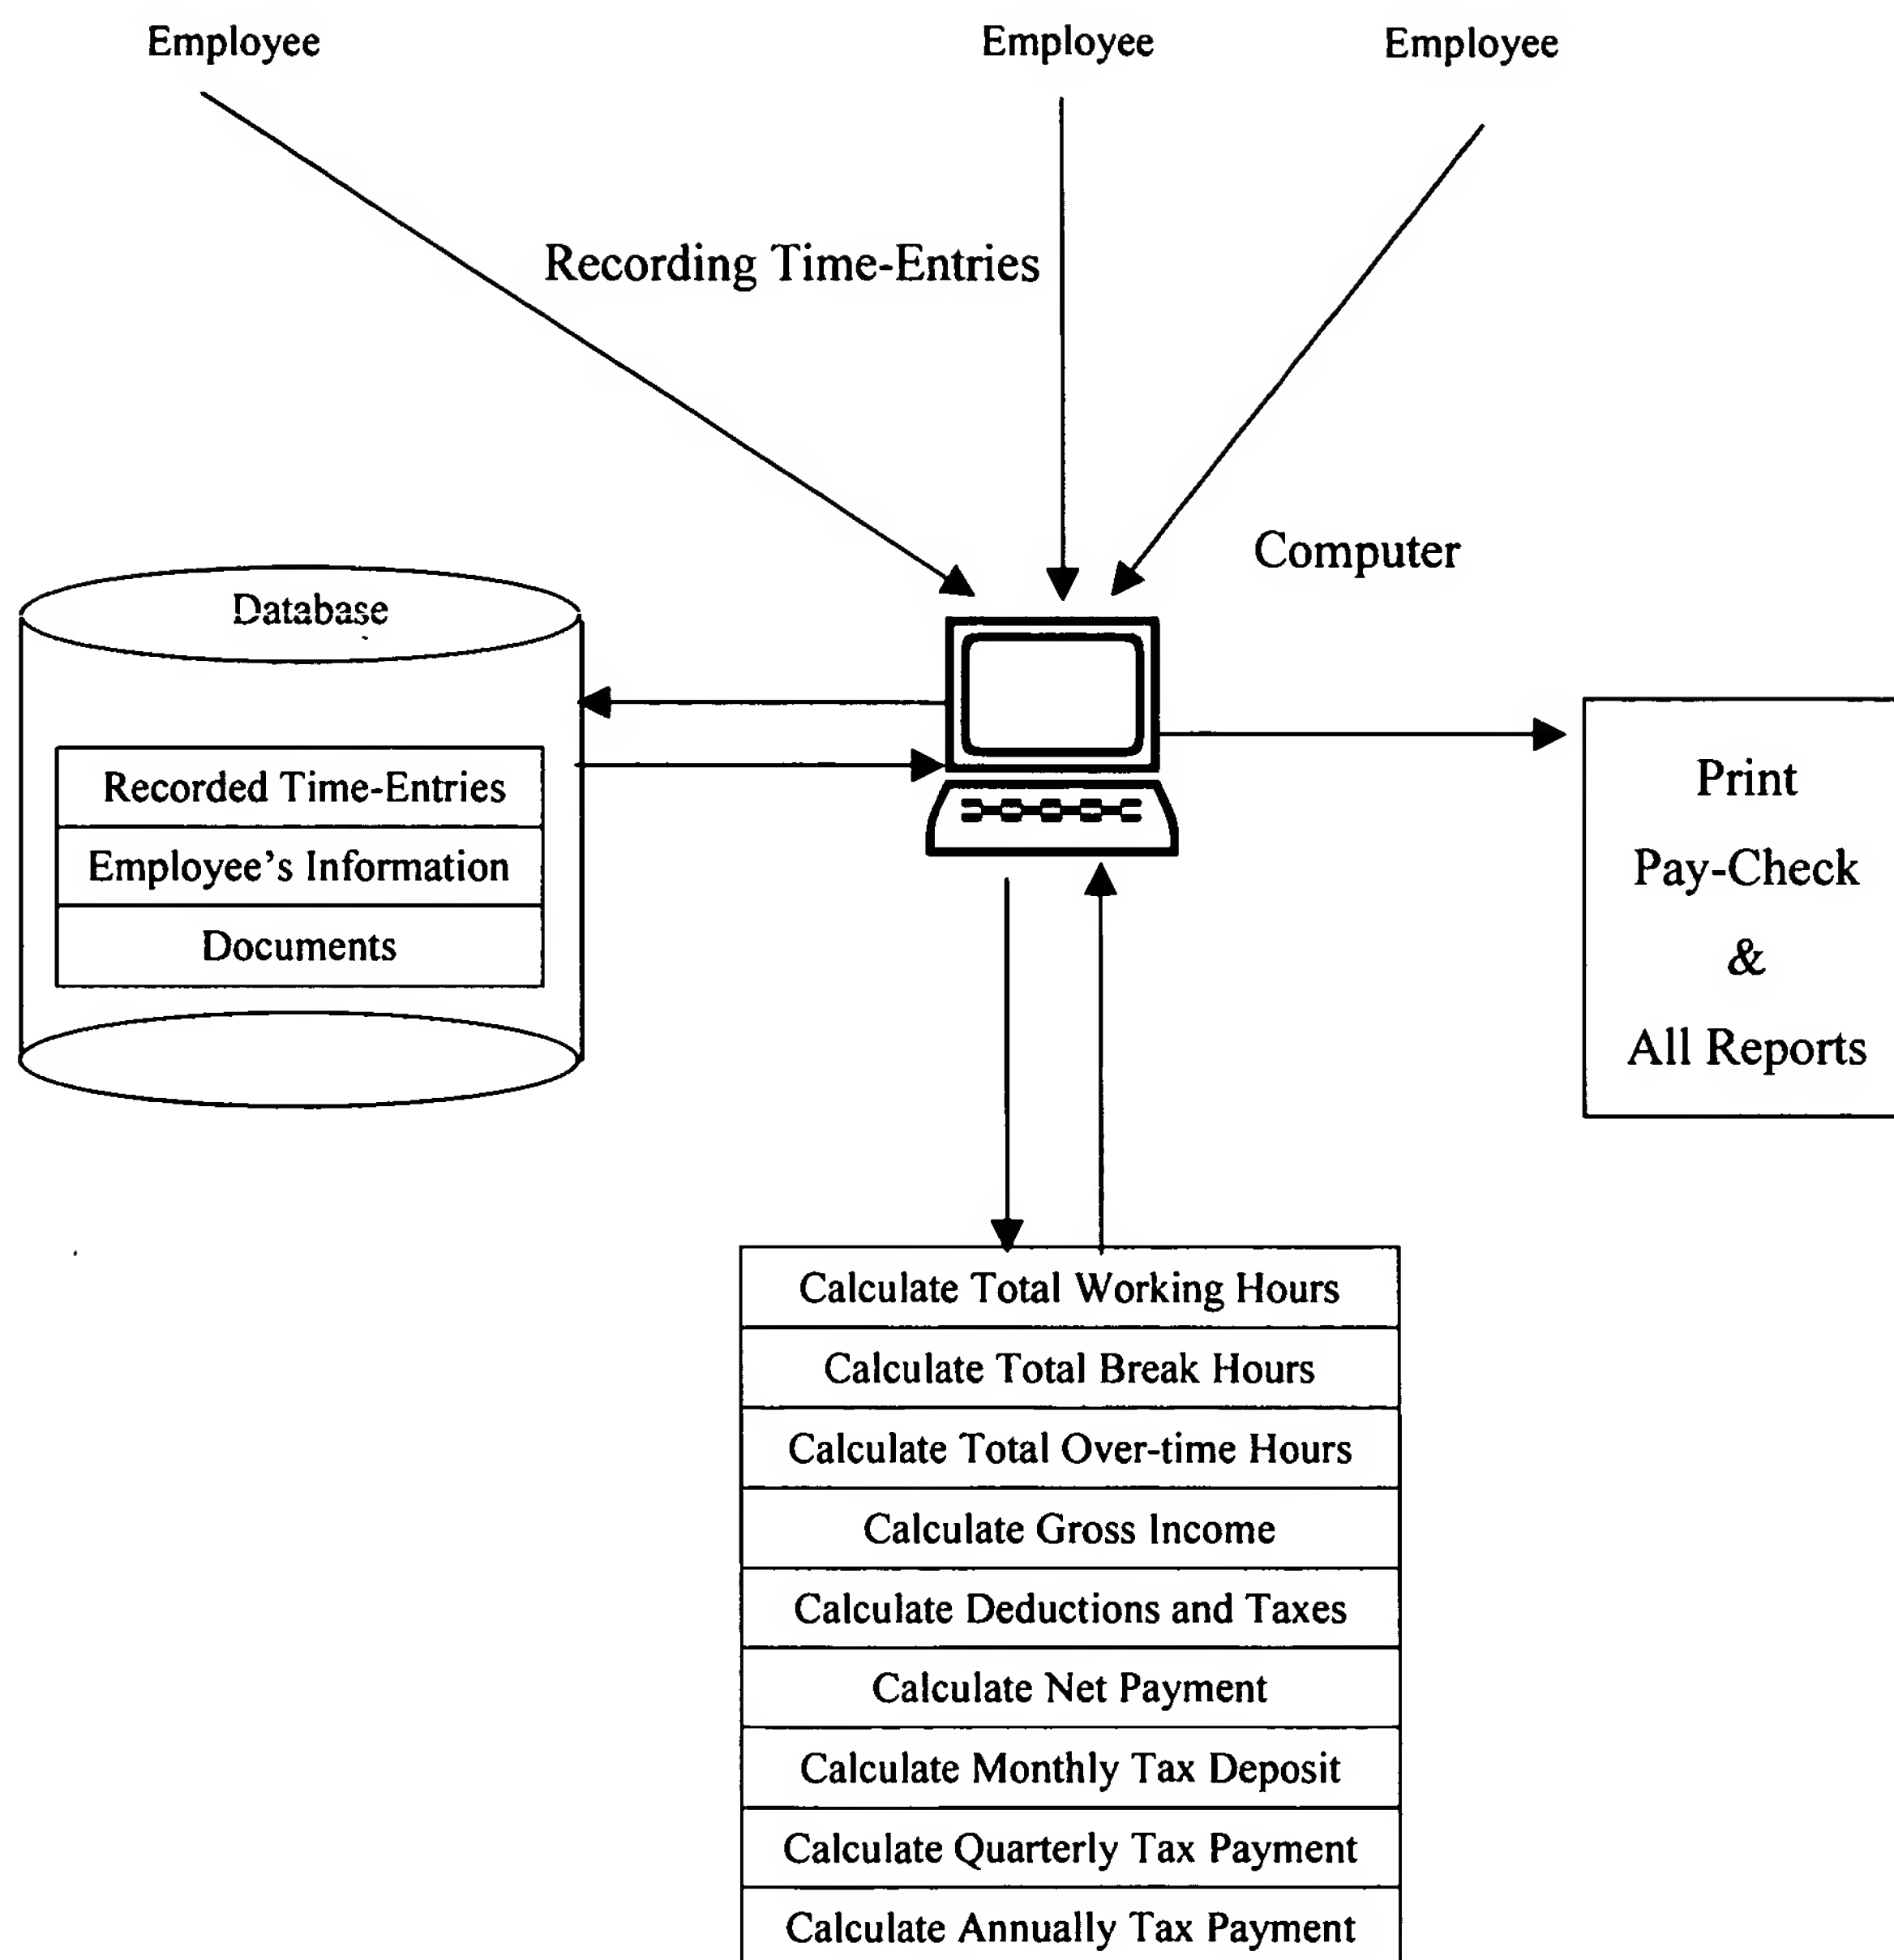 Employee Employee Employee
Recording Time-Entries
Computer
Database
Recorded Time-Entries
Employee's Information
Documents
Print
Pay-Check
&
All Reports
Calculate Total Working Hours
Calculate Total Break Hours
Calculate Total Over-time Hours
Calculate Gross Income
Calculate Deductions and Taxes
Calculate Net Payment
Calculate Monthly Tax Deposit
Calculate Quarterly Tax Payment
Calculate Annually Tax Payment